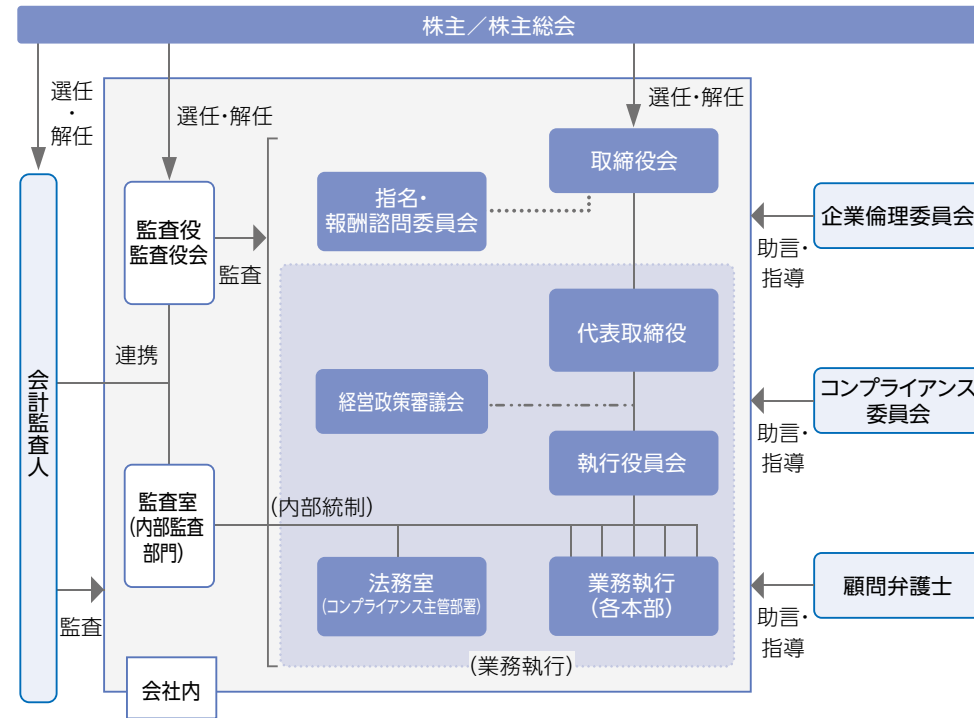 株主／株主総会
選任
・
解任
選任・解任
選任・解任
取締役会
指名・
報酬諮問委員会
監査役
監査役会
監査
企業倫理委員会
助言・
指導
代表取締役
連携
経営政策審議会
コンプライアンス
委員会
助言・
指導
会計監査人
執行役員会
監査室
(内部監査
部門)
(内部統制)
法務室
(コンプライアンス主管部署)
業務執行
(各本部)
顧問弁護士
助言・
指導
監査
(業務執行)
会社内